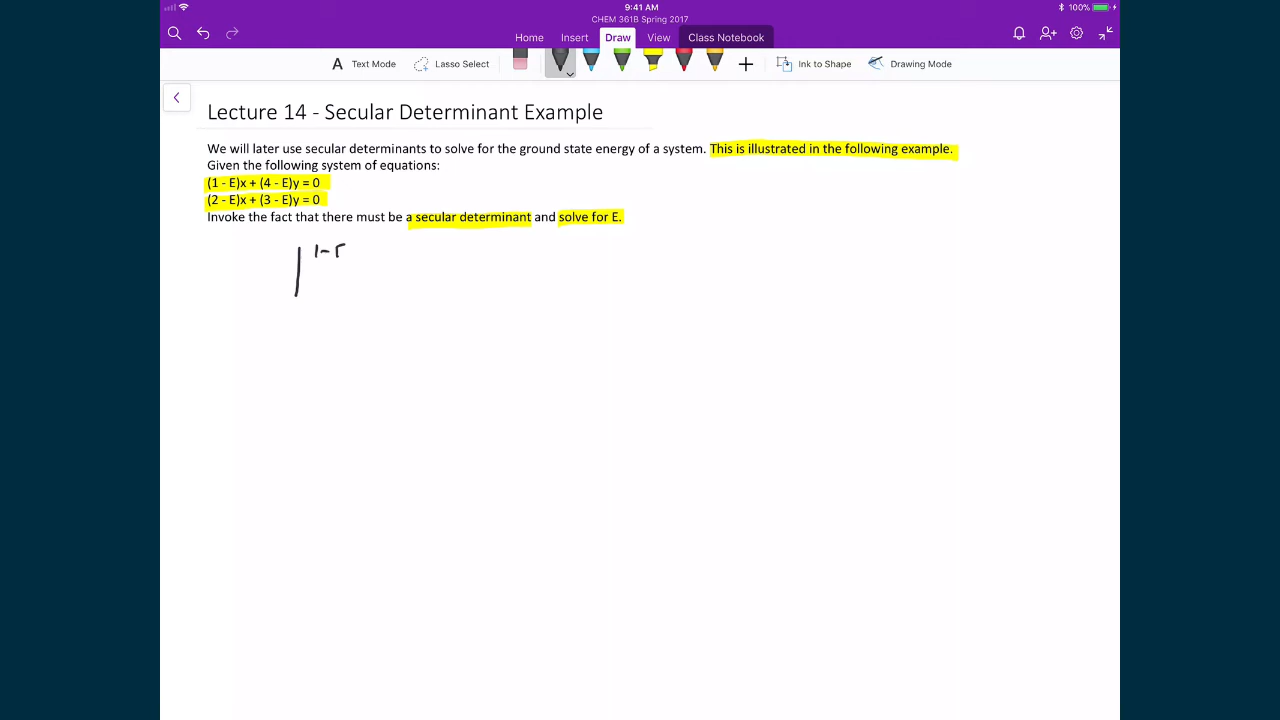 9:41 AM
100%
CHEM 361B Spring 2017
Home Insert Draw View Class Notebook
A Text Mode Lasso Select Ink to Shape Drawing Mode
Lecture 14 - Secular Determinant Example
We will later use secular determinants to solve for the ground state energy of a system. This is illustrated in the following example.
Given the following system of equations:
(1 - E)x + (4 - E)y = 0
(2 - E)x + (3 - E)y = 0
Invoke the fact that there must be a secular determinant and solve for E.
1-